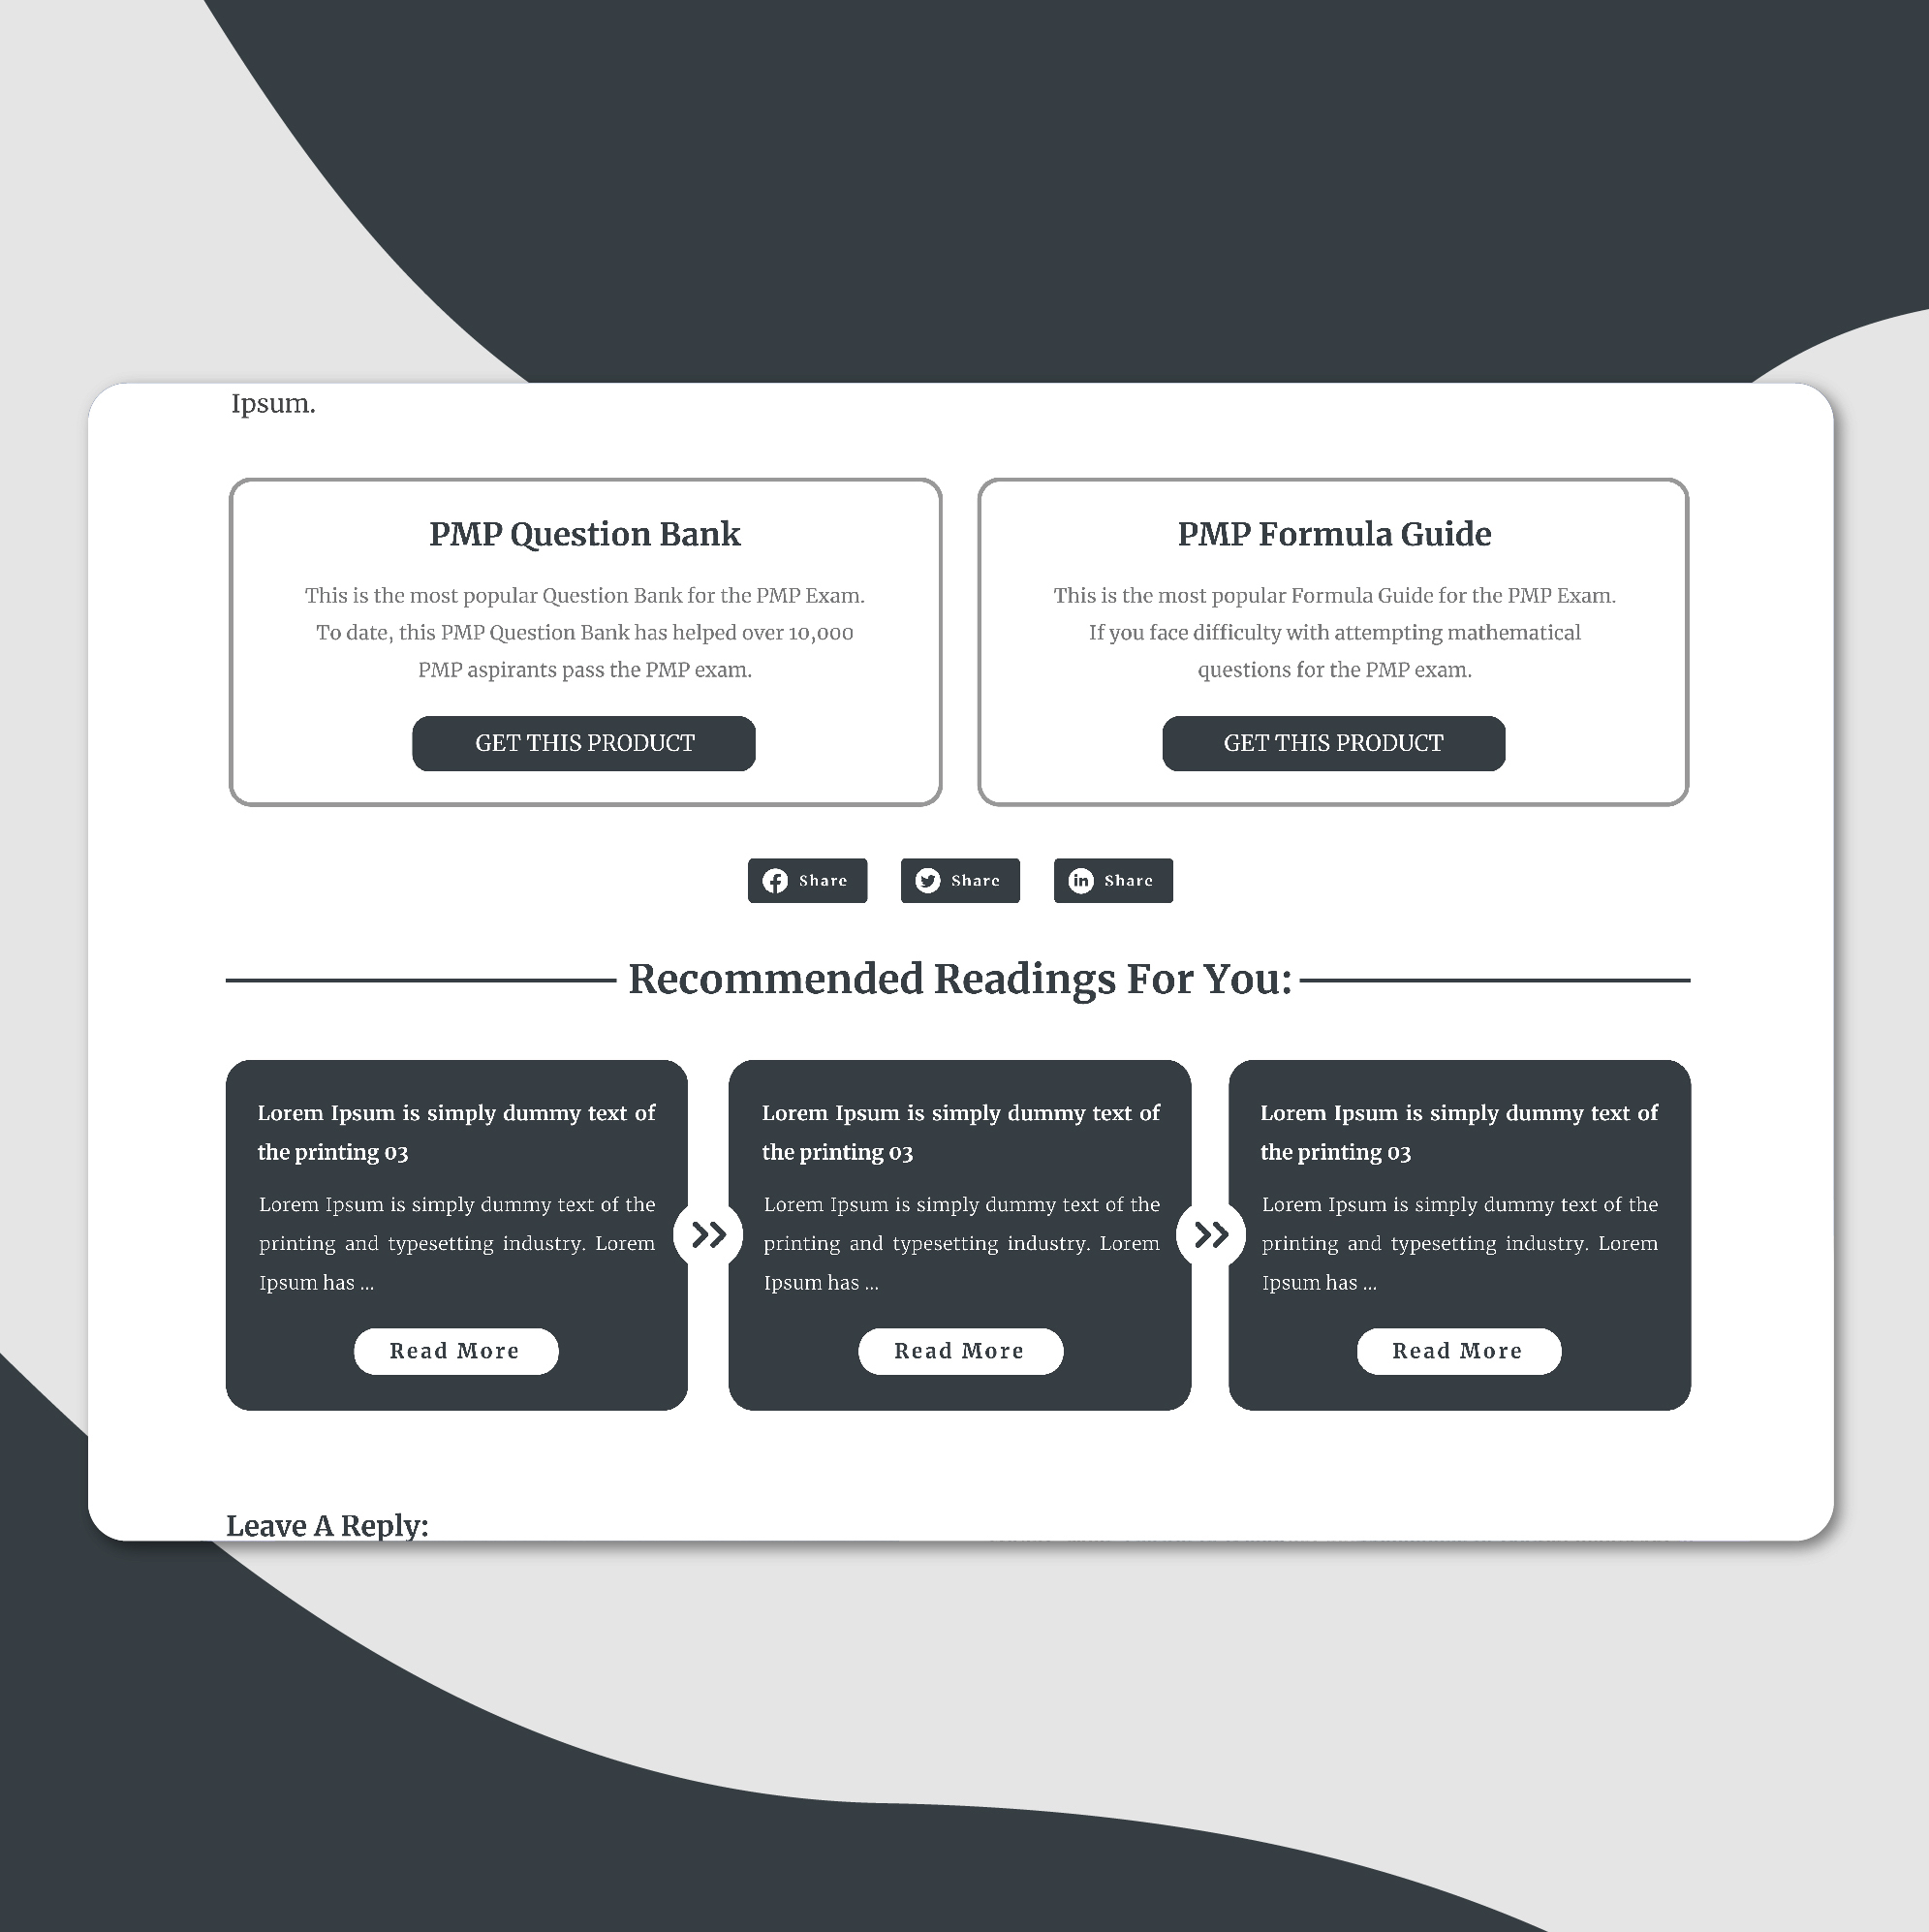 Ipsum.
PMP Question Bank
This is the most popular Question Bank for the PMP Exam.
To date, this PMP Question Bank has helped over 10,000
PMP aspirants pass the PMP exam.
GET THIS PRODUCT
PMP Formula Guide
This is the most popular Formula Guide for the PMP Exam.
If you face difficulty with attempting mathematical
questions for the PMP exam.
GET THIS PRODUCT
Share
Share
in Share
Recommended Readings For You:
Lorem Ipsum is simply dummy text of
the printing 03
Lorem Ipsum is simply dummy text of the
printing and typesetting industry. Lorem
Ipsum has ...
Read More
Lorem Ipsum is simply dummy text of
the printing 03
Lorem Ipsum is simply dummy text of the
printing and typesetting industry. Lorem
Ipsum has ...
Read More
Lorem Ipsum is simply dummy text of
the printing 03
Lorem Ipsum is simply dummy text of the
printing and typesetting industry. Lorem
Ipsum has ...
Read More
Leave A Reply: